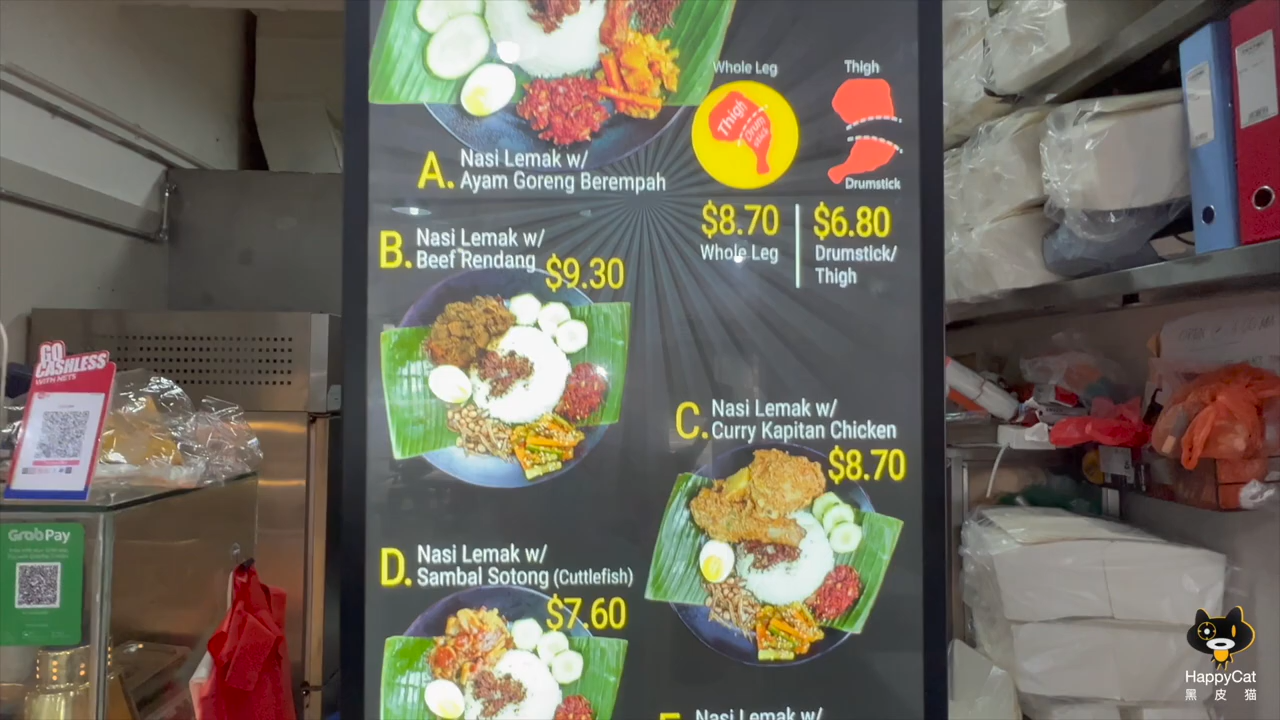 Whole Leg
Thigh
Thigh
Drum
stick
Drumstick
A. Nasi Lemak w/
Ayam Goreng Berempah
$8.70
Whole Leg
$6.80
Drumstick/
Thigh
B. Nasi Lemak w/
Beef Rendang
$9.30
C. Nasi Lemak w/
Curry Kapitan Chicken
$8.70
D. Nasi Lemak w/
Sambal Sotong (Cuttlefish)
$7.60
E. Nasi Lemak w/
GO
CASHLESS
WITH NETS
GrabPay
HappyCat
黑皮猫